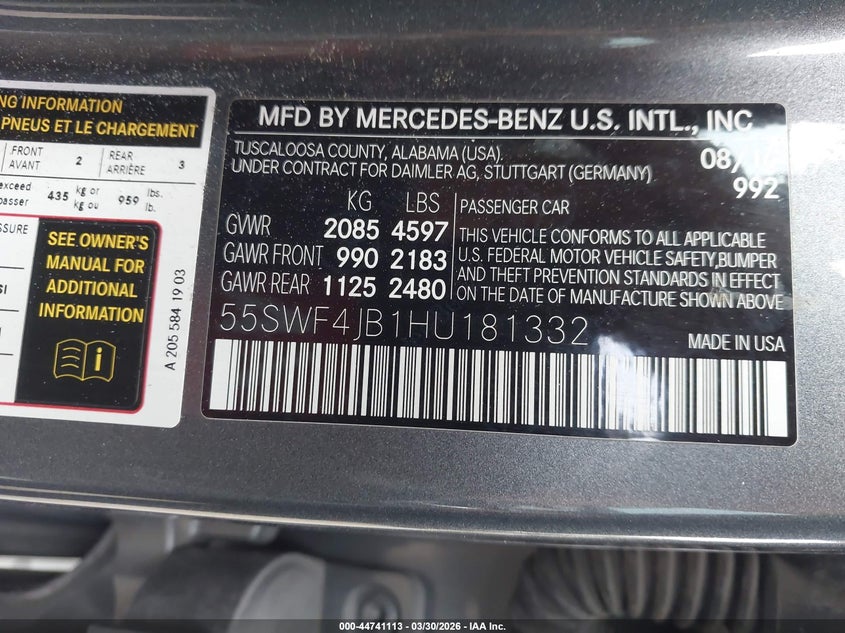 NG INFORMATION
PNEUS ET LE CHARGEMENT
FRONT AVANT 2 REAR ARRIÈRE 3
exceed passer 435 kg or kg ou 959 lbs. lb.
SEE OWNER'S
MANUAL FOR
ADDITIONAL
INFORMATION
A 205 584 19 03
MFD BY MERCEDES-BENZ U.S. INTL., INC
TUSCALOOSA COUNTY, ALABAMA (USA).
UNDER CONTRACT FOR DAIMLER AG, STUTTGART (GERMANY)
992
KG LBS
GVWR 2085 4597
GAWR FRONT 990 2183
GAWR REAR 1125 2480
PASSENGER CAR
THIS VEHICLE CONFORMS TO ALL APPLICABLE
U.S. FEDERAL MOTOR VEHICLE SAFETY, BUMPER
AND THEFT PREVENTION STANDARDS IN EFFECT
ON THE DATE OF MANUFACTURE SHOWN ABOVE
55SWF4JB1HU181332
MADE IN USA
000-44741113 — 03/30/2026 — IAA Inc.